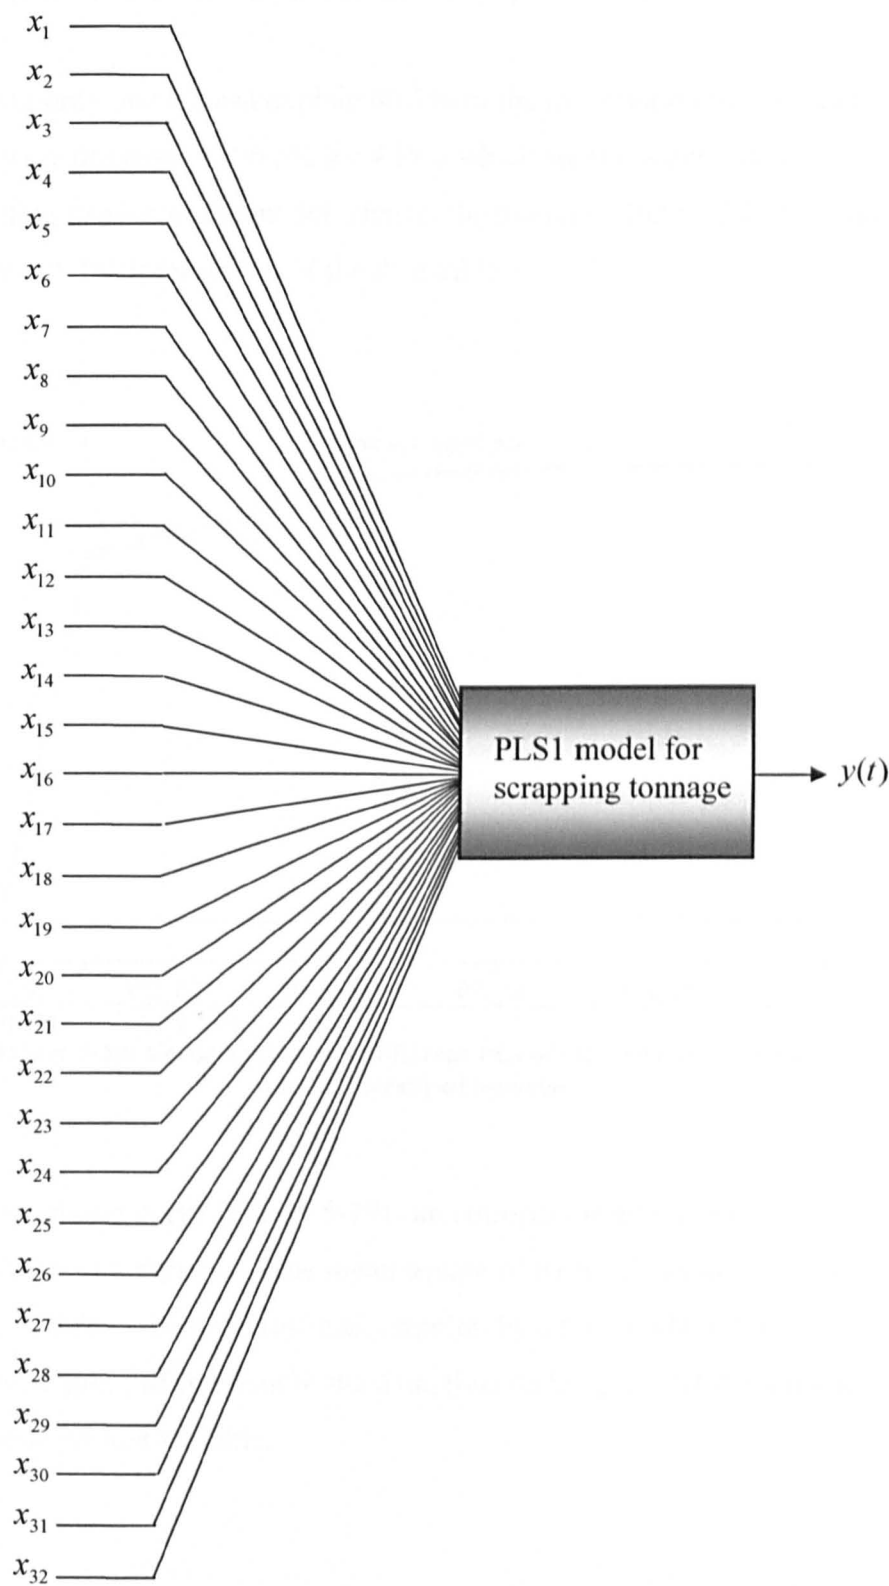 x₁
x₂
x₃
x₄
x₅
x₆
x₇
x₈
x₉
x₁₀
x₁₁
x₁₂
x₁₃
x₁₄
x₁₅
x₁₆
x₁₇
x₁₈
x₁₉
x₂₀
x₂₁
x₂₂
x₂₃
x₂₄
x₂₅
x₂₆
x₂₇
x₂₈
x₂₉
x₃₀
x₃₁
x₃₂
PLS1 model for
scrapping tonnage
y(t)